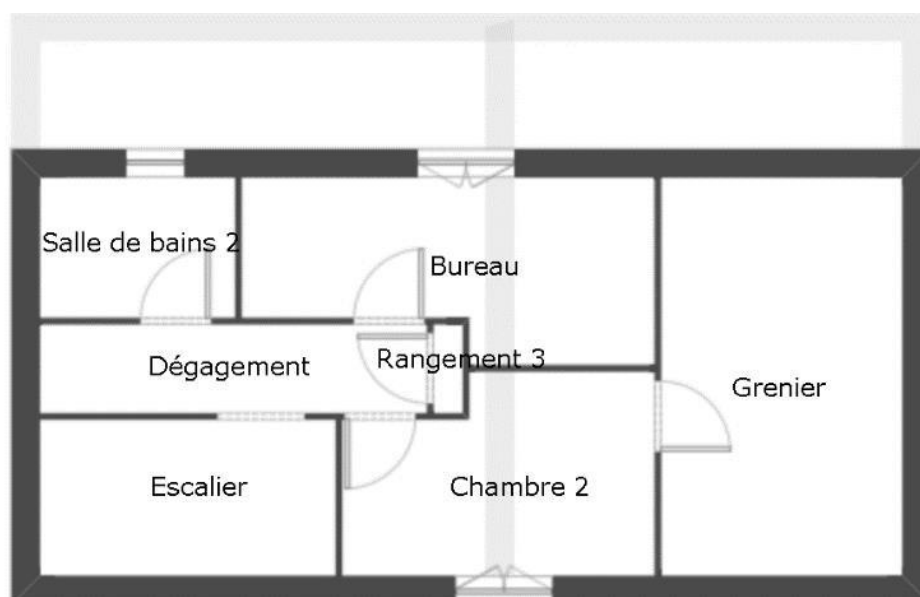 Salle de bains 2
Bureau
Dégagement
Rangement 3
Grenier
Escalier
Chambre 2